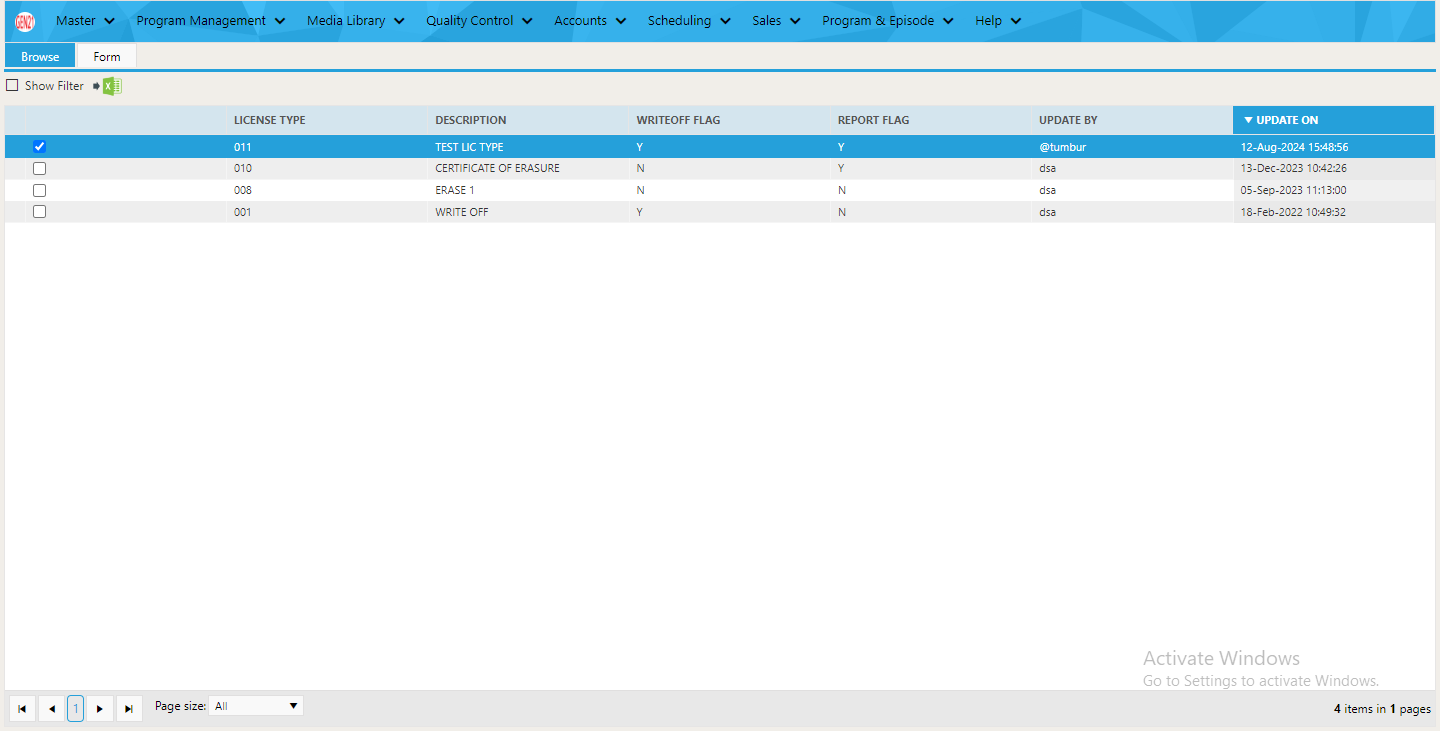 GEN21 Master Program Management Media Library Quality Control Accounts Scheduling Sales Program & Episode Help
Browse Form
Show Filter
LICENSE TYPE DESCRIPTION WRITEOFF FLAG REPORT FLAG UPDATE BY UPDATE ON
011 TEST LIC TYPE Y Y @tumbur 12-Aug-2024 15:48:56
010 CERTIFICATE OF ERASURE N Y dsa 13-Dec-2023 10:42:26
008 ERASE 1 N N dsa 05-Sep-2023 11:13:00
001 WRITE OFF Y N dsa 18-Feb-2022 10:49:32
Activate Windows
Go to Settings to activate Windows.
1 Page size: All 4 items in 1 pages